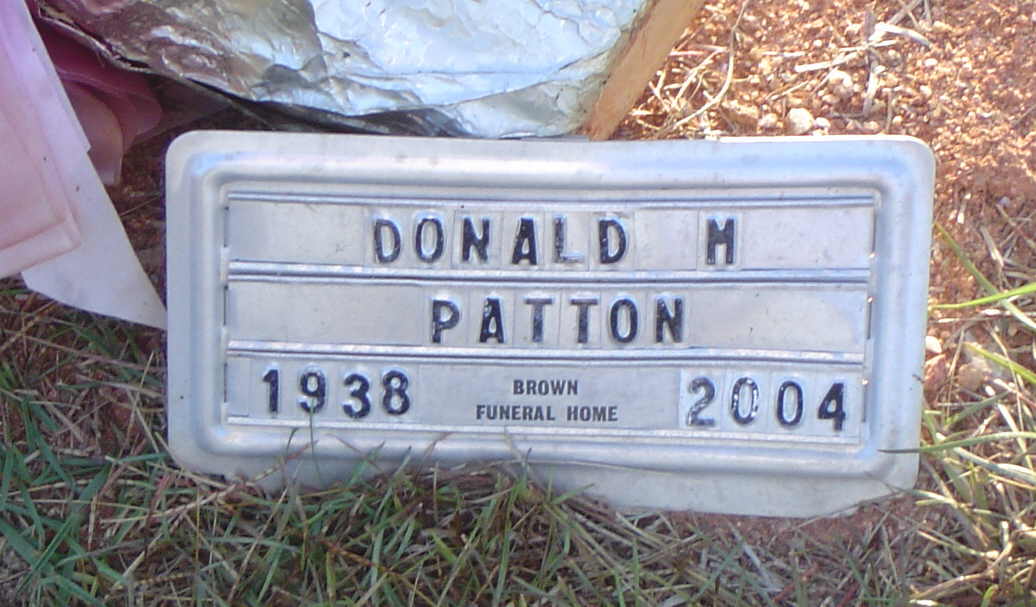 DONALD M
PATTON
1938 BROWN 2004
FUNERAL HOME